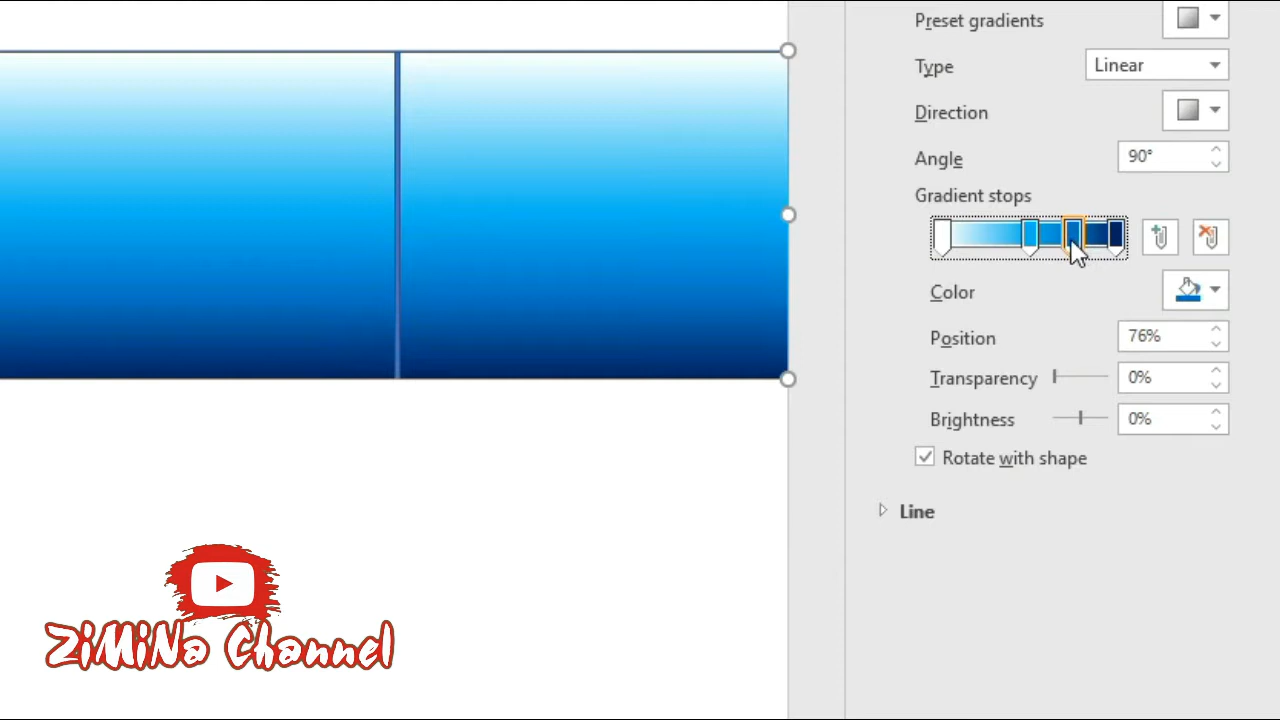 Preset gradients
Type
Linear
Direction
Angle
90°
Gradient stops
Color
Position
76%
Transparency
0%
Brightness
0%
Rotate with shape
Line
ZiMiNa Channel